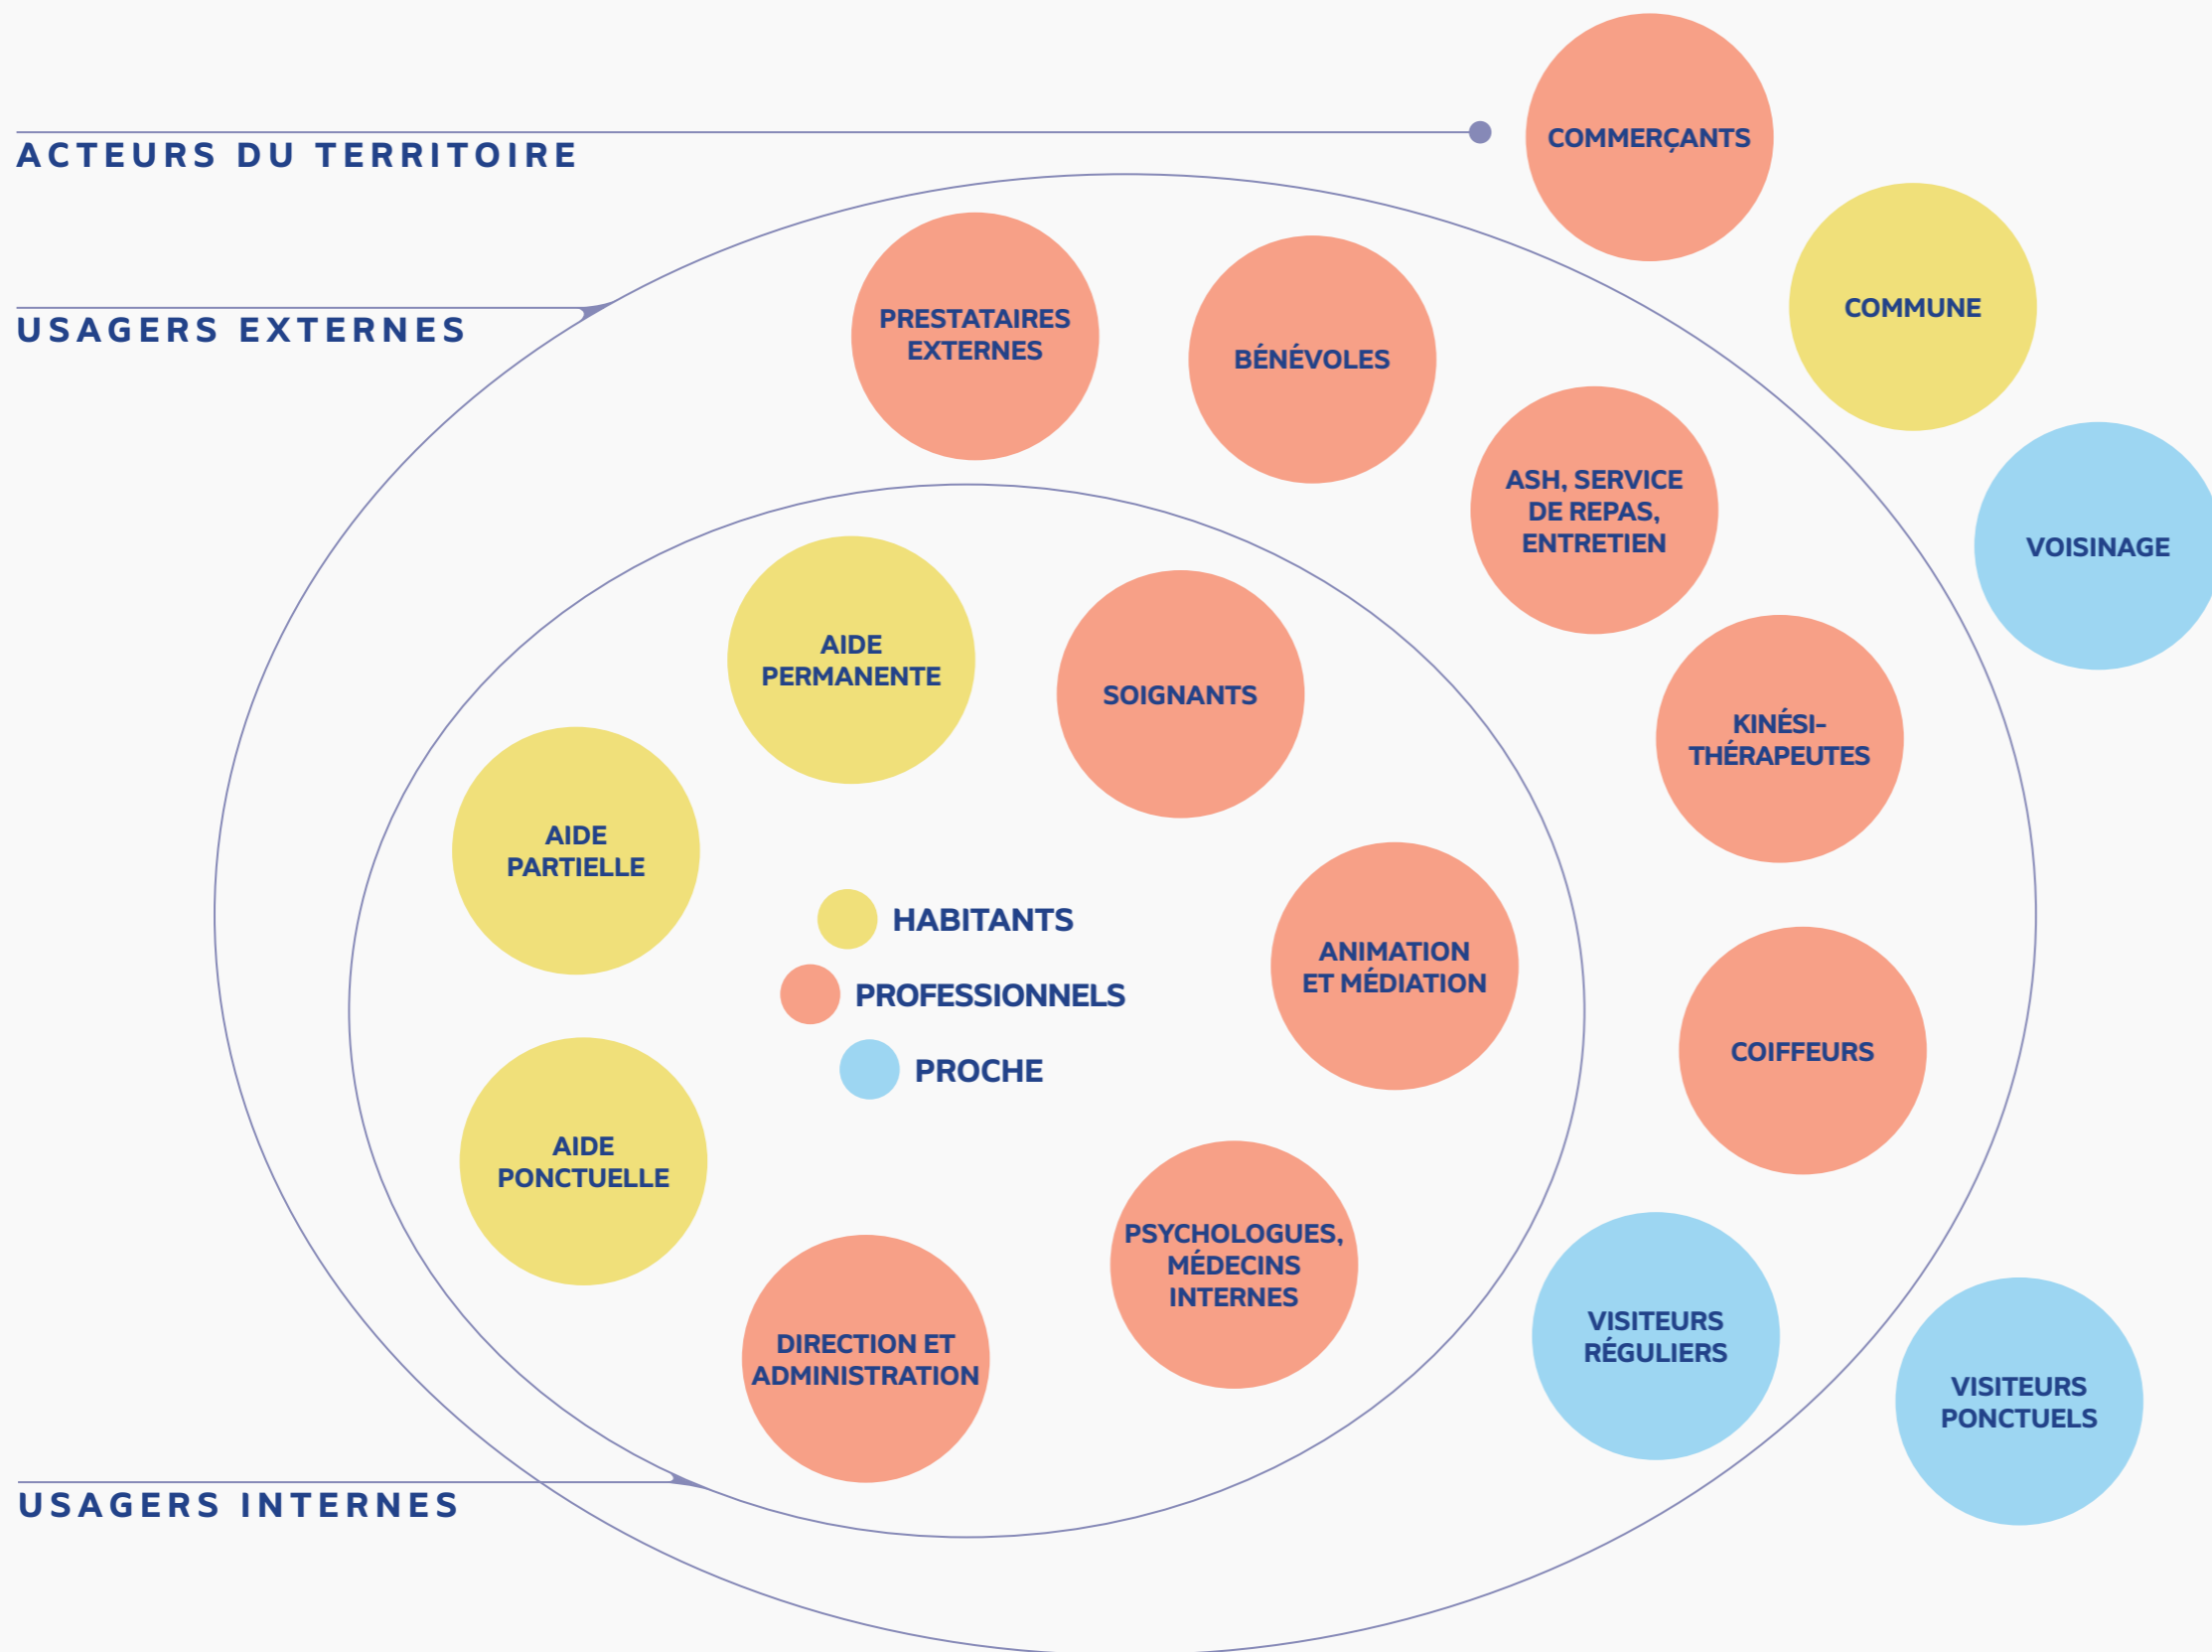 COMMERÇANTS
ACTEURS DU TERRITOIRE
COMMUNE
USAGERS EXTERNES
PRESTATAIRES
EXTERNES
BÉNÉVOLES
ASH, SERVICE
DE REPAS,
ENTRETIEN
VOISINAGE
AIDE
PERMANENTE
SOIGNANTS
KINÉSI-
THÉRAPEUTES
AIDE
PARTIELLE
HABITANTS
PROFESSIONNELS
PROCHE
ANIMATION
ET MÉDIATION
COIFFEURS
AIDE
PONCTUELLE
PSYCHOLOGUES,
MÉDECINS
INTERNES
DIRECTION ET
ADMINISTRATION
VISITEURS
RÉGULIERS
VISITEURS
PONCTUELS
USAGERS INTERNES